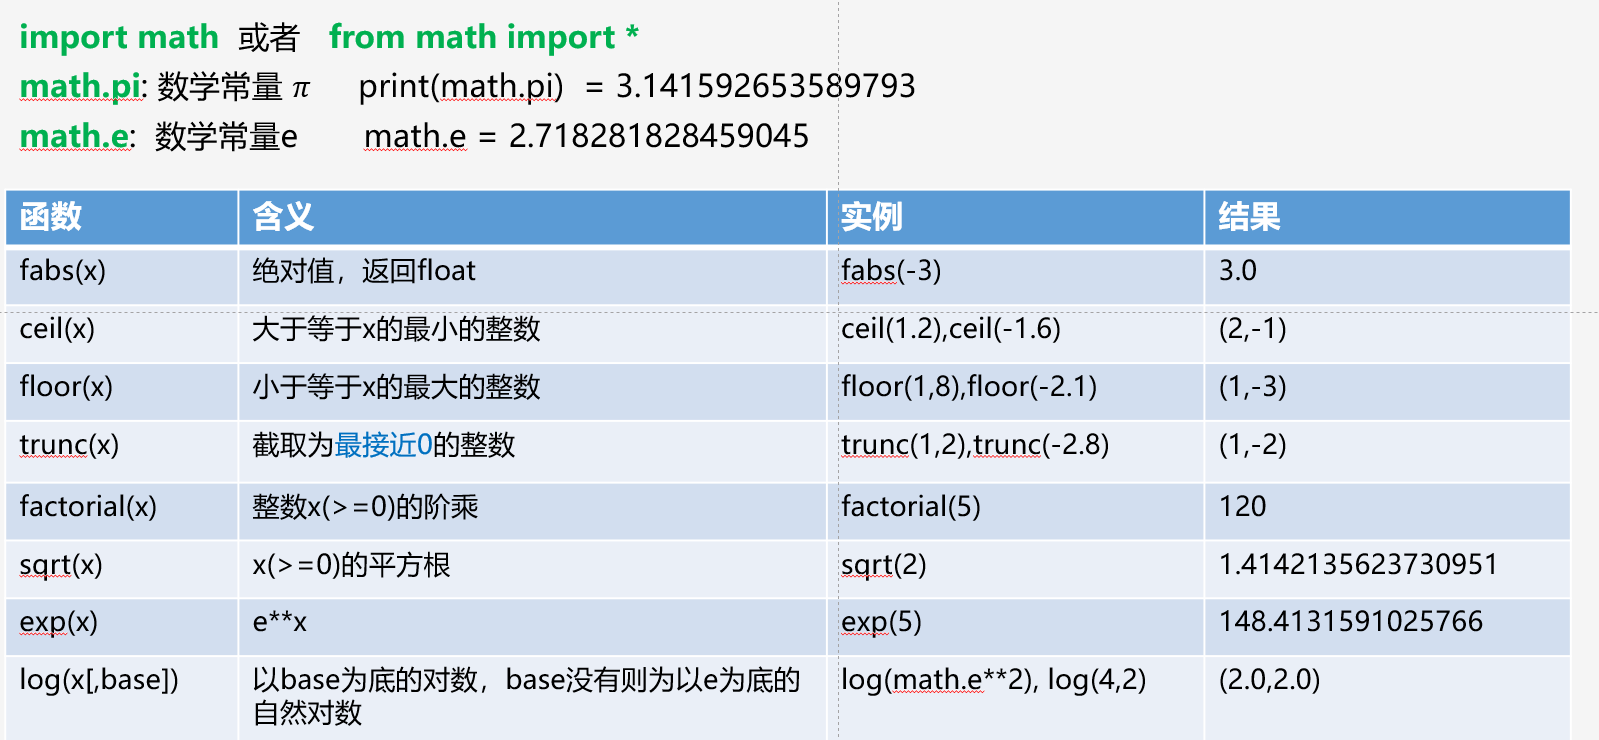 import math 或者 from math import *
math.pi: 数学常量 π print(math.pi) = 3.141592653589793
math.e: 数学常量e math.e = 2.718281828459045
函数 含义 实例 结果
fabs(x) 绝对值，返回float fabs(-3) 3.0
ceil(x) 大于等于x的最小的整数 ceil(1.2),ceil(-1.6) (2,-1)
floor(x) 小于等于x的最大的整数 floor(1,8),floor(-2.1) (1,-3)
trunc(x) 截取为最接近0的整数 trunc(1,2),trunc(-2.8) (1,-2)
factorial(x) 整数x(>=0)的阶乘 factorial(5) 120
sqrt(x) x(>=0)的平方根 sqrt(2) 1.4142135623730951
exp(x) e**x exp(5) 148.4131591025766
log(x[,base]) 以base为底的对数，base没有则为以e为底的 log(math.e**2), log(4,2) (2.0,2.0)
自然对数